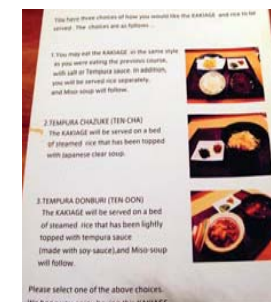 You have three choices of how you would like the KAKIAGE and rice to be
served. The choices are as follows...
1.You may eat the KAKIAGE in the same style
as you were eating the previous course,
with salt or Tempura sauce. In addition,
you will be served rice separately,
and Miso-soup will follow.
2.TEMPURA CHAZUKE (TEN-CHA)
The KAKIAGE will be served on a bed
of steamed rice that has been topped
with Japanese clear soup.
3.TEMPURA DONBURI (TEN-DON)
The KAKIAGE will be served on a bed
of steamed rice that has been lightly
topped with tempura sauce
(made with soy-sauce),and Miso-soup
will follow.
Please select one of the above choices.